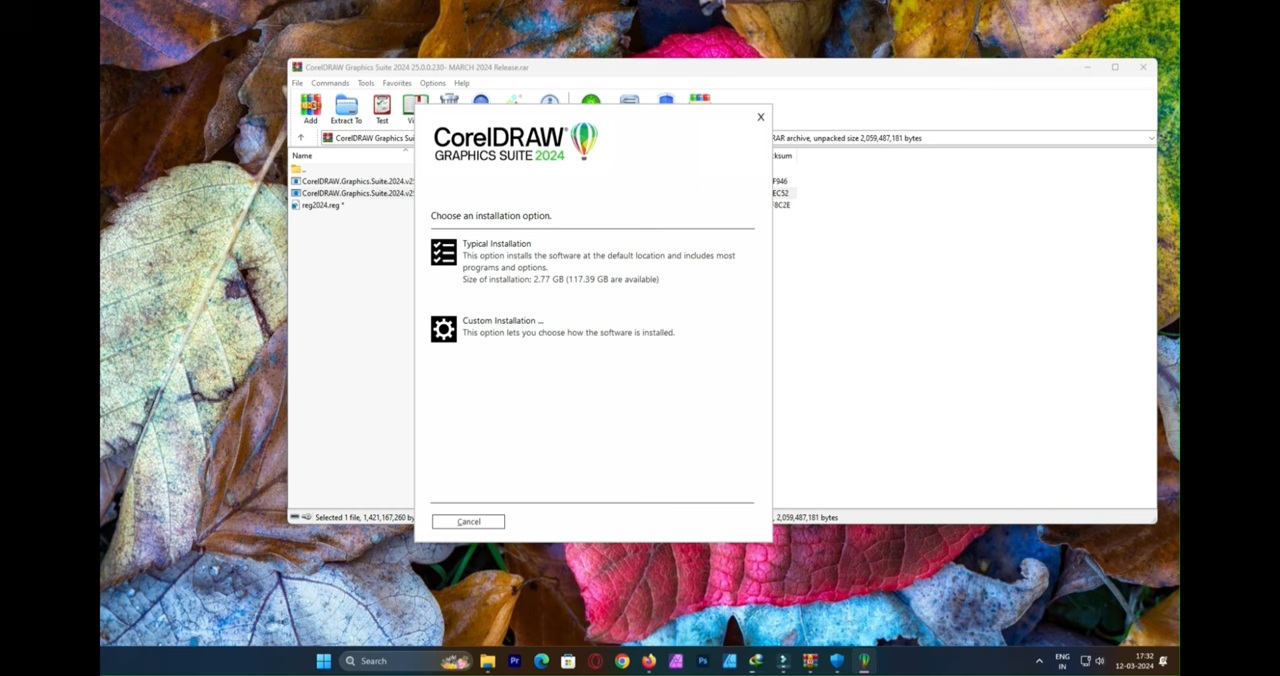 CorelDRAW Graphics Suite 2024 25.0.0.230- MARCH 2024 Release.rar
File Commands Tools Favorites Options Help
Add Extract To Test
CorelDRAW Graphics Sui
RAR archive, unpacked size 2,059,487,181 bytes
Name
cksum
..
CorelDRAW.Graphics.Suite.2024.v2
F946
CorelDRAW.Graphics.Suite.2024.v2
EC52
reg2024.reg *
F8C2E
X
CorelDRAW®
GRAPHICS SUITE 2024
Choose an installation option.
Typical Installation
This option installs the software at the default location and includes most
programs and options.
Size of installation: 2.77 GB (117.39 GB are available)
Custom Installation ...
This option lets you choose how the software is installed.
Cancel
Selected 1 file, 1,421,167,260 by
, 2,059,487,181 bytes
Search
Pr
Ps
ENG
IN
17:32
12-03-2024